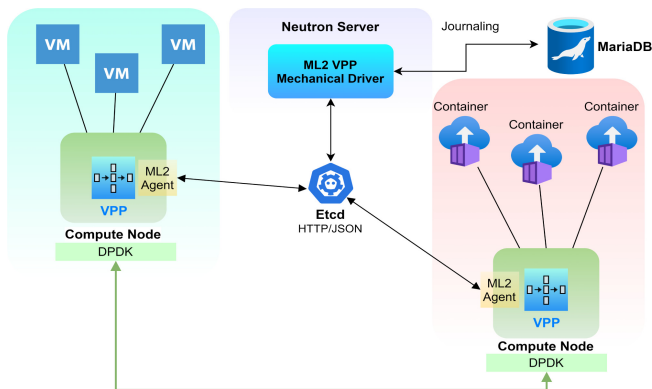 VM
VM
VM
ML2
Agent
VPP
Compute Node
DPDK
Neutron Server
ML2 VPP
Mechanical Driver
Journaling
MariaDB
Etcd
HTTP/JSON
Container
Container
Container
ML2
Agent
VPP
Compute Node
DPDK